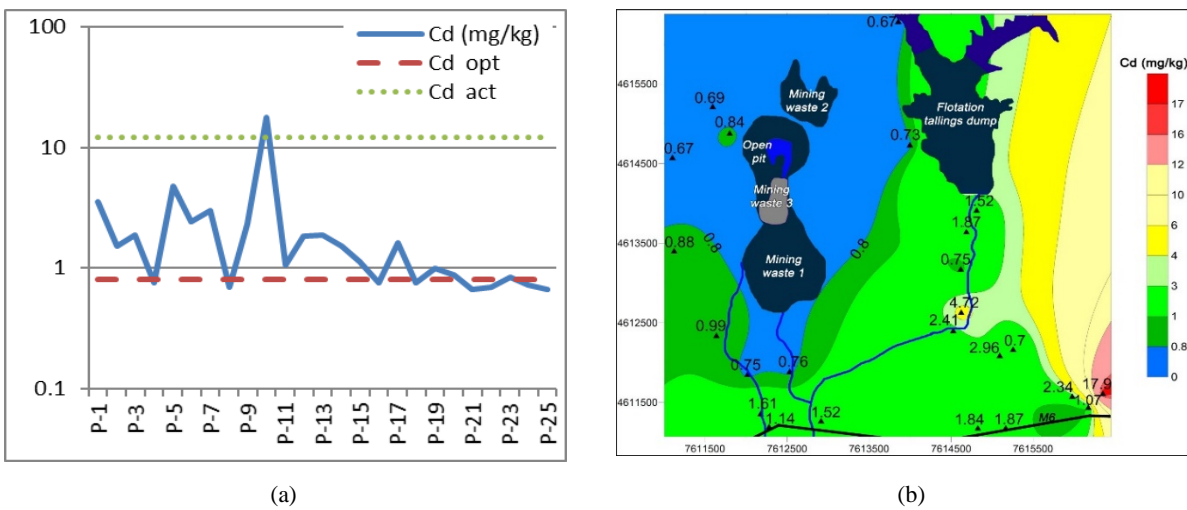 100
10
1
0.1
Cd (mg/kg)
Cd opt
Cd act
P-1
P-3
P-5
P-7
P-9
P-11
P-13
P-15
P-17
P-19
P-21
P-23
P-25
(a)
4615500
4614500
4613500
4612500
4611500
7611500
7612500
7613500
7614500
7615500
0.67
Mining
waste 2
Flotation
tallings dump
0.69
0.84
0.73
0.67
Open
pit
Mining
waste 3
1.52
1.87
0.88
0.8
0.8
0.75
Mining
waste 1
4.72
2.41
0.99
2.96
0.7
0.75
0.76
2.34
17.9
1.07
1.61
1.14
1.52
1.84
1.87
M6
Cd (mg/kg)
17
16
12
10
6
4
3
1
0.8
0
(b)